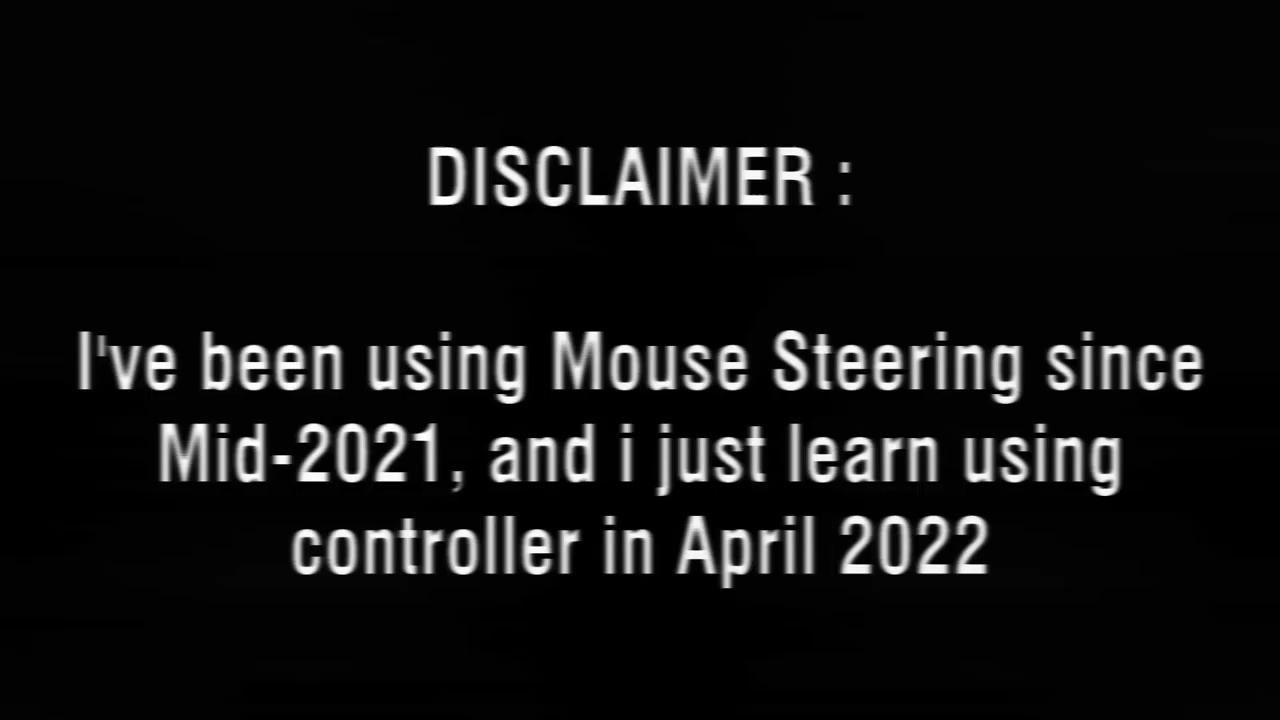 DISCLAIMER :
I've been using Mouse Steering since
Mid-2021, and i just learn using
controller in April 2022